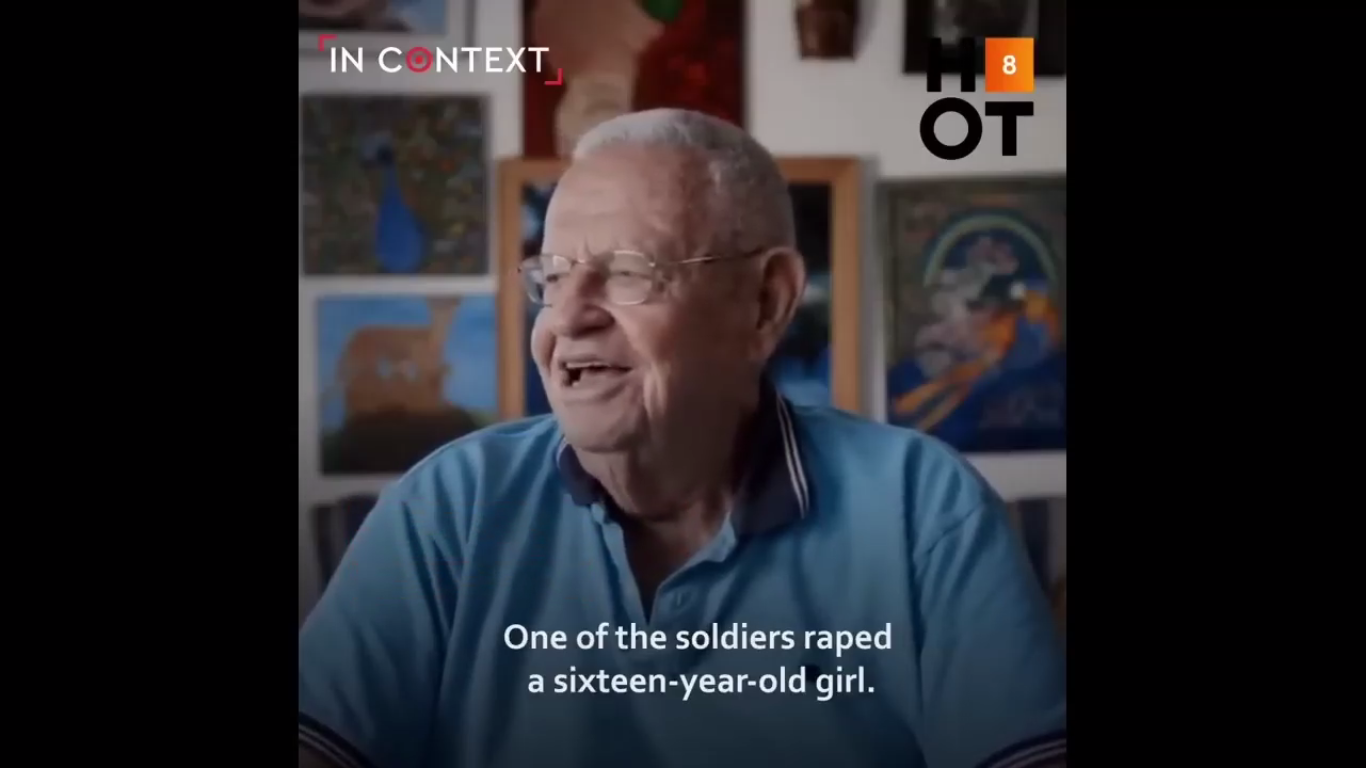 IN CONTEXT
H 8
OT
One of the soldiers raped
a sixteen-year-old girl.